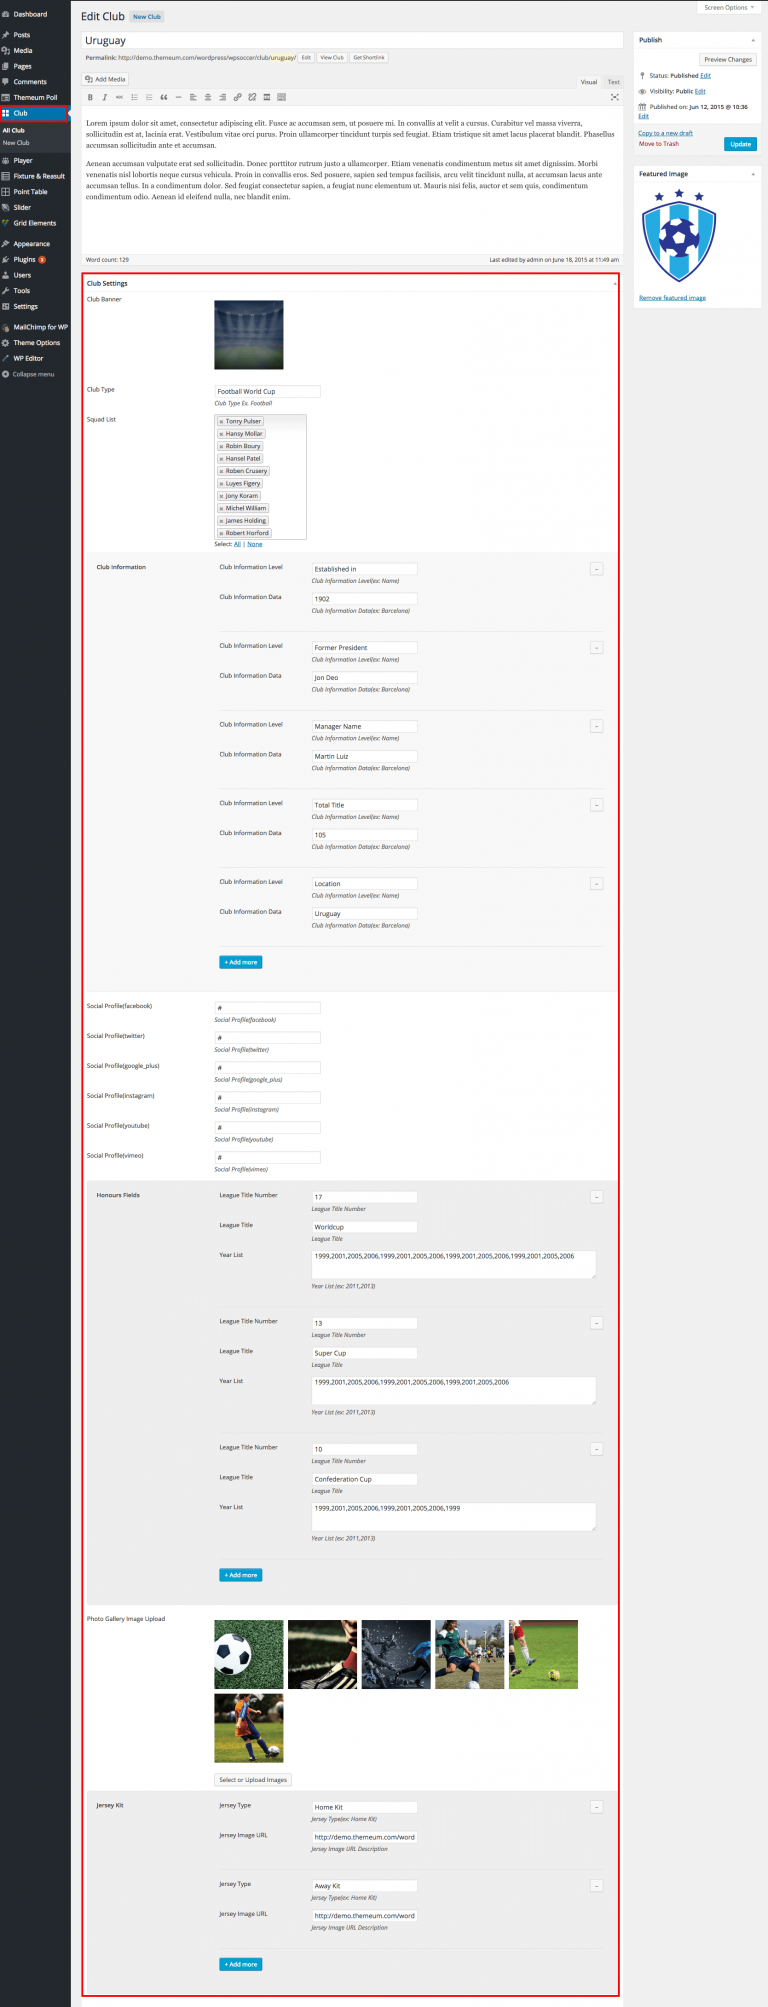 Screen Options
Dashboard
Posts
Media
Pages
Comments
Themeum Poll
Club
All Club
New Club
Player
Fixture & Reasult
Point Table
Slider
Grid Elements
Appearance
Plugins 3
Users
Tools
Settings
MailChimp for WP
Theme Options
WP Editor
Collapse menu
Edit Club New Club
Uruguay
Permalink: http://demo.themeum.com/wordpress/wpsoccer/club/uruguay/ Edit View Club Get Shortlink
Add Media
Visual Text
B I ABC
Lorem ipsum dolor sit amet, consectetur adipiscing elit. Fusce ac accumsan sem, ut posuere mi. In convallis at velit a cursus. Curabitur vel massa viverra,
sollicitudin est at, lacinia erat. Vestibulum vitae orci purus. Proin ullamcorper tincidunt turpis sed feugiat. Etiam tristique sit amet lacus placerat blandit. Phasellus
accumsan sollicitudin ante et accumsan.
Aenean accumsan vulputate erat sed sollicitudin. Donec porttitor rutrum justo a ullamcorper. Etiam venenatis condimentum metus sit amet dignissim. Morbi
venenatis nisl lobortis neque cursus vehicula. Proin in convallis eros. Sed posuere, sapien sed tempus facilisis, arcu velit tincidunt nulla, at accumsan lacus ante
accumsan tellus. In a condimentum dolor. Sed feugiat consectetur sapien, a feugiat nunc elementum ut. Mauris nisi felis, auctor et sem quis, condimentum
condimentum odio. Aenean id eleifend nulla, nec blandit enim.
Word count: 129
Last edited by admin on June 18, 2015 at 11:49 am
Publish
Preview Changes
Status: Published Edit
Visibility: Public Edit
Published on: Jun 12, 2015 @ 10:36
Edit
Copy to a new draft
Move to Trash
Update
Featured Image
Remove featured image
Club Settings
Club Banner
Club Type
Football World Cup
Club Type Ex. Football
Squad List
× Tonry Pulser
× Hansy Mollar
× Robin Boury
× Hansel Patel
× Roben Crusery
× Luyes Figery
× Jony Koram
× Michel William
× James Holding
× Robert Horford
Select: All | None
Club Information
Club Information Level
Established in
–
Club Information Level(ex: Name)
Club Information Data
1902
Club Information Data(ex: Barcelona)
Club Information Level
Former President
–
Club Information Level(ex: Name)
Club Information Data
Jon Deo
Club Information Data(ex: Barcelona)
Club Information Level
Manager Name
–
Club Information Level(ex: Name)
Club Information Data
Martin Luiz
Club Information Data(ex: Barcelona)
Club Information Level
Total Title
–
Club Information Level(ex: Name)
Club Information Data
105
Club Information Data(ex: Barcelona)
Club Information Level
Location
–
Club Information Level(ex: Name)
Club Information Data
Uruguay
Club Information Data(ex: Barcelona)
+ Add more
Social Profile(facebook)
#
Social Profile(facebook)
Social Profile(twitter)
#
Social Profile(twitter)
Social Profile(google_plus)
#
Social Profile(google_plus)
Social Profile(instagram)
#
Social Profile(instagram)
Social Profile(youtube)
#
Social Profile(youtube)
Social Profile(vimeo)
#
Social Profile(vimeo)
Honours Fields
League Title Number
17
–
League Title Number
League Title
Worldcup
League Title
Year List
1999,2001,2005,2006,1999,2001,2005,2006,1999,2001,2005,2006,1999,2001,2005,2006
Year List (ex: 2011,2013)
League Title Number
13
–
League Title Number
League Title
Super Cup
League Title
Year List
1999,2001,2005,2006,1999,2001,2005,2006,1999,2001,2005,2006
Year List (ex: 2011,2013)
League Title Number
10
–
League Title Number
League Title
Confederation Cup
League Title
Year List
1999,2001,2005,2006,1999,2001,2005,2006,1999
Year List (ex: 2011,2013)
+ Add more
Photo Gallery Image Upload
Select or Upload Images
Jersey Kit
Jersey Type
Home Kit
–
Jersey Type(ex: Home Kit)
Jersey Image URL
http://demo.themeum.com/word
Jersey Image URL Description
Jersey Type
Away Kit
–
Jersey Type(ex: Home Kit)
Jersey Image URL
http://demo.themeum.com/word
Jersey Image URL Description
+ Add more